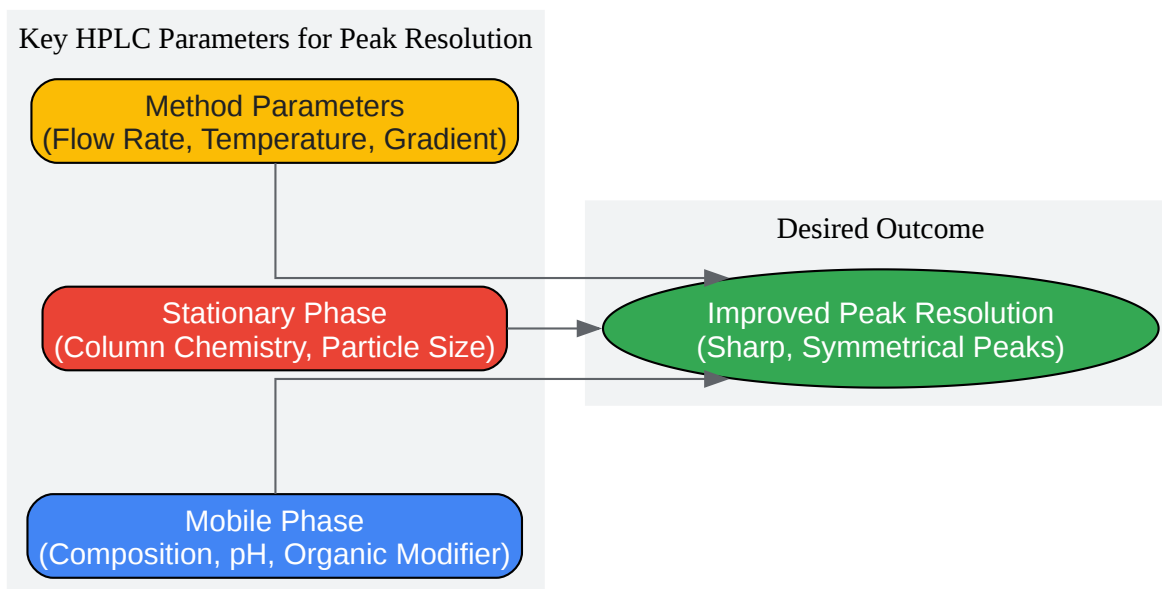 Key HPLC Parameters for Peak Resolution
Method Parameters
(Flow Rate, Temperature, Gradient)
Stationary Phase
(Column Chemistry, Particle Size)
Mobile Phase
(Composition, pH, Organic Modifier)
Desired Outcome
Improved Peak Resolution
(Sharp, Symmetrical Peaks)